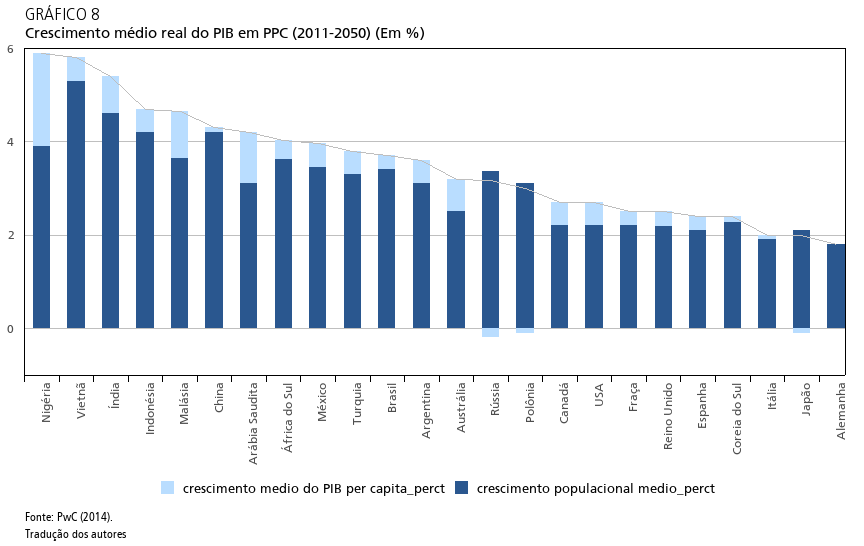 GRÁFICO 8
Crescimento médio real do PIB em PPC (2011-2050) (Em %)
6
4
2
0
Nigéria
Vietnã
Índia
Indonésia
Malásia
China
Arábia Saudita
África do Sul
México
Turquia
Brasil
Argentina
Austrália
Rússia
Polônia
Canadá
USA
Fraça
Reino Unido
Espanha
Coreia do Sul
Itália
Japão
Alemanha
crescimento medio do PIB per capita_perct crescimento populacional medio_perct
Fonte: PwC (2014).
Tradução dos autores